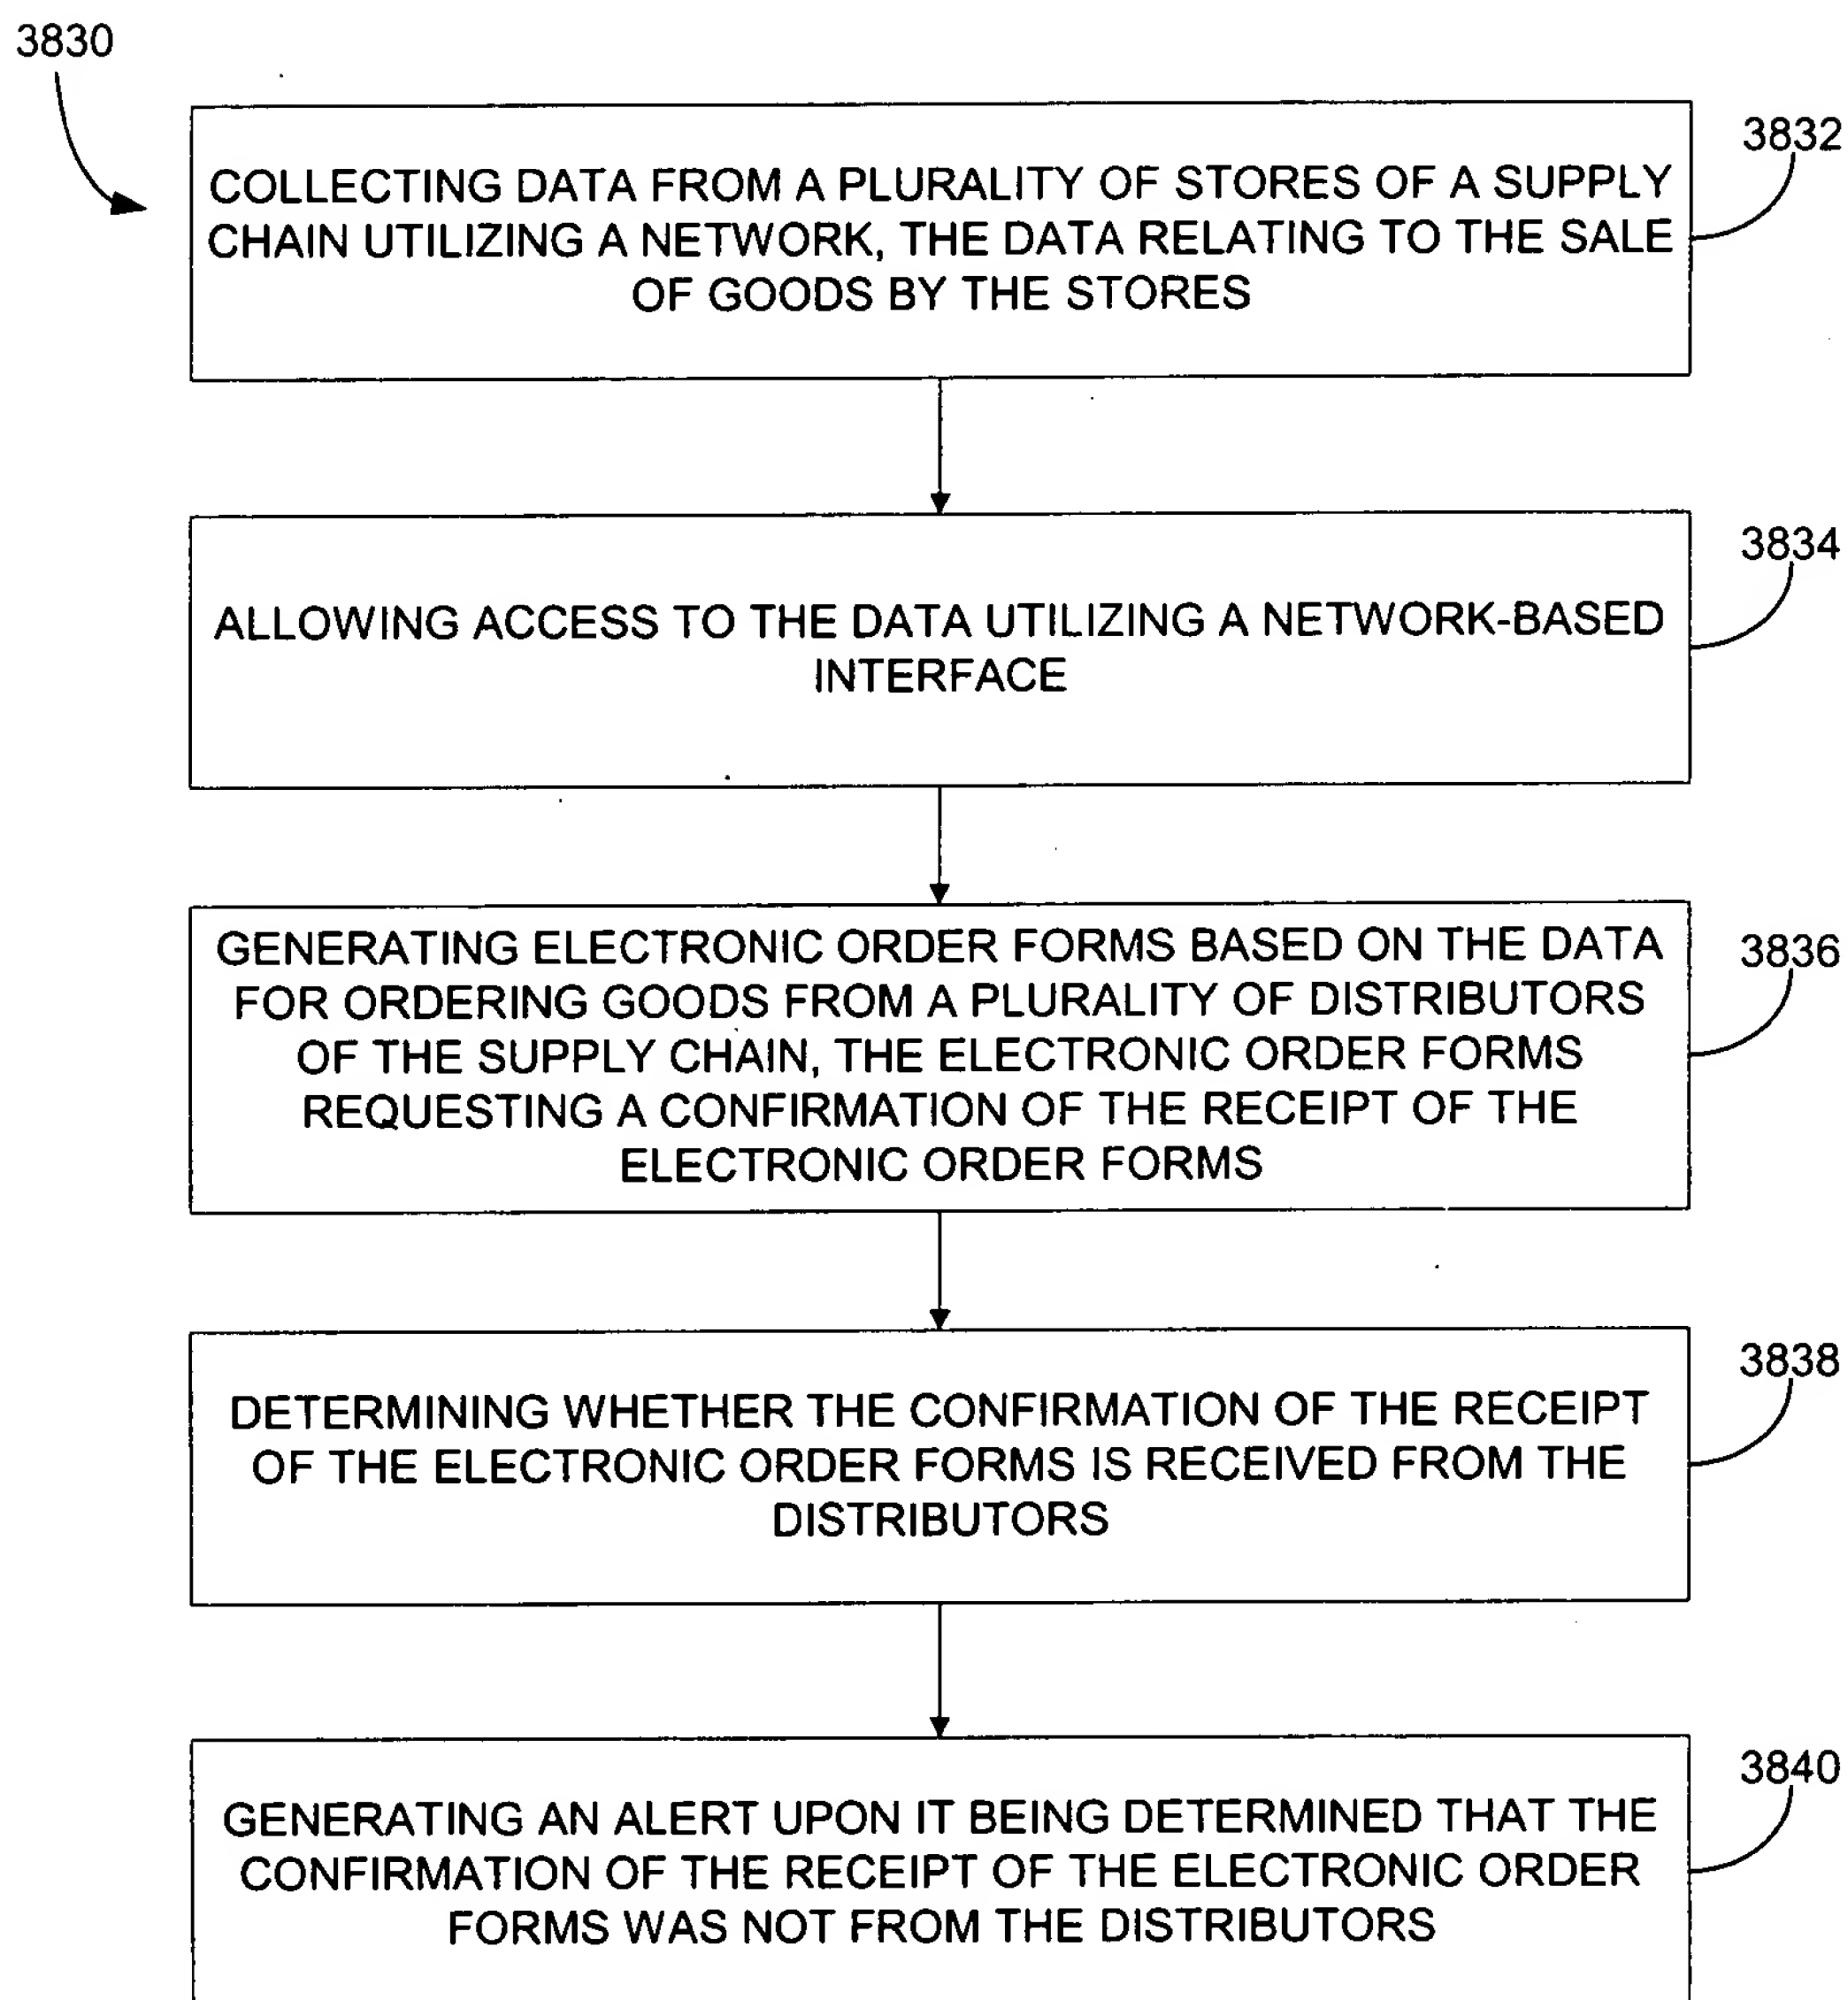 3830
3832
COLLECTING DATA FROM A PLURALITY OF STORES OF A SUPPLY
CHAIN UTILIZING A NETWORK, THE DATA RELATING TO THE SALE
OF GOODS BY THE STORES
3834
ALLOWING ACCESS TO THE DATA UTILIZING A NETWORK-BASED
INTERFACE
3836
GENERATING ELECTRONIC ORDER FORMS BASED ON THE DATA
FOR ORDERING GOODS FROM A PLURALITY OF DISTRIBUTORS
OF THE SUPPLY CHAIN, THE ELECTRONIC ORDER FORMS
REQUESTING A CONFIRMATION OF THE RECEIPT OF THE
ELECTRONIC ORDER FORMS
3838
DETERMINING WHETHER THE CONFIRMATION OF THE RECEIPT
OF THE ELECTRONIC ORDER FORMS IS RECEIVED FROM THE
DISTRIBUTORS
3840
GENERATING AN ALERT UPON IT BEING DETERMINED THAT THE
CONFIRMATION OF THE RECEIPT OF THE ELECTRONIC ORDER
FORMS WAS NOT FROM THE DISTRIBUTORS